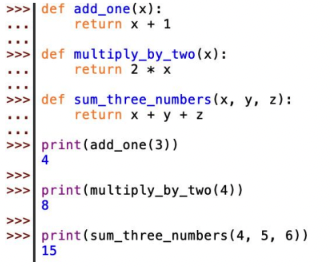 >>> def add_one(x):
...     return x + 1
...
>>> def multiply_by_two(x):
...     return 2 * x
...
>>> def sum_three_numbers(x, y, z):
...     return x + y + z
...
>>> print(add_one(3))
4
>>>
>>> print(multiply_by_two(4))
8
>>>
>>> print(sum_three_numbers(4, 5, 6))
15